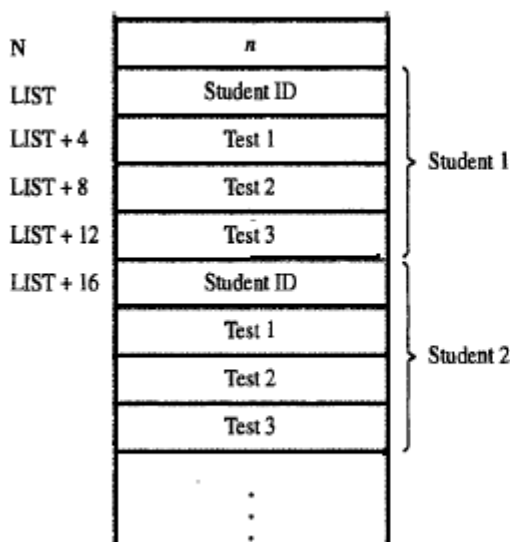 N n
LIST Student ID
LIST + 4 Test 1
Student 1
LIST + 8 Test 2
LIST + 12 Test 3
LIST + 16 Student ID
Test 1
Student 2
Test 2
Test 3